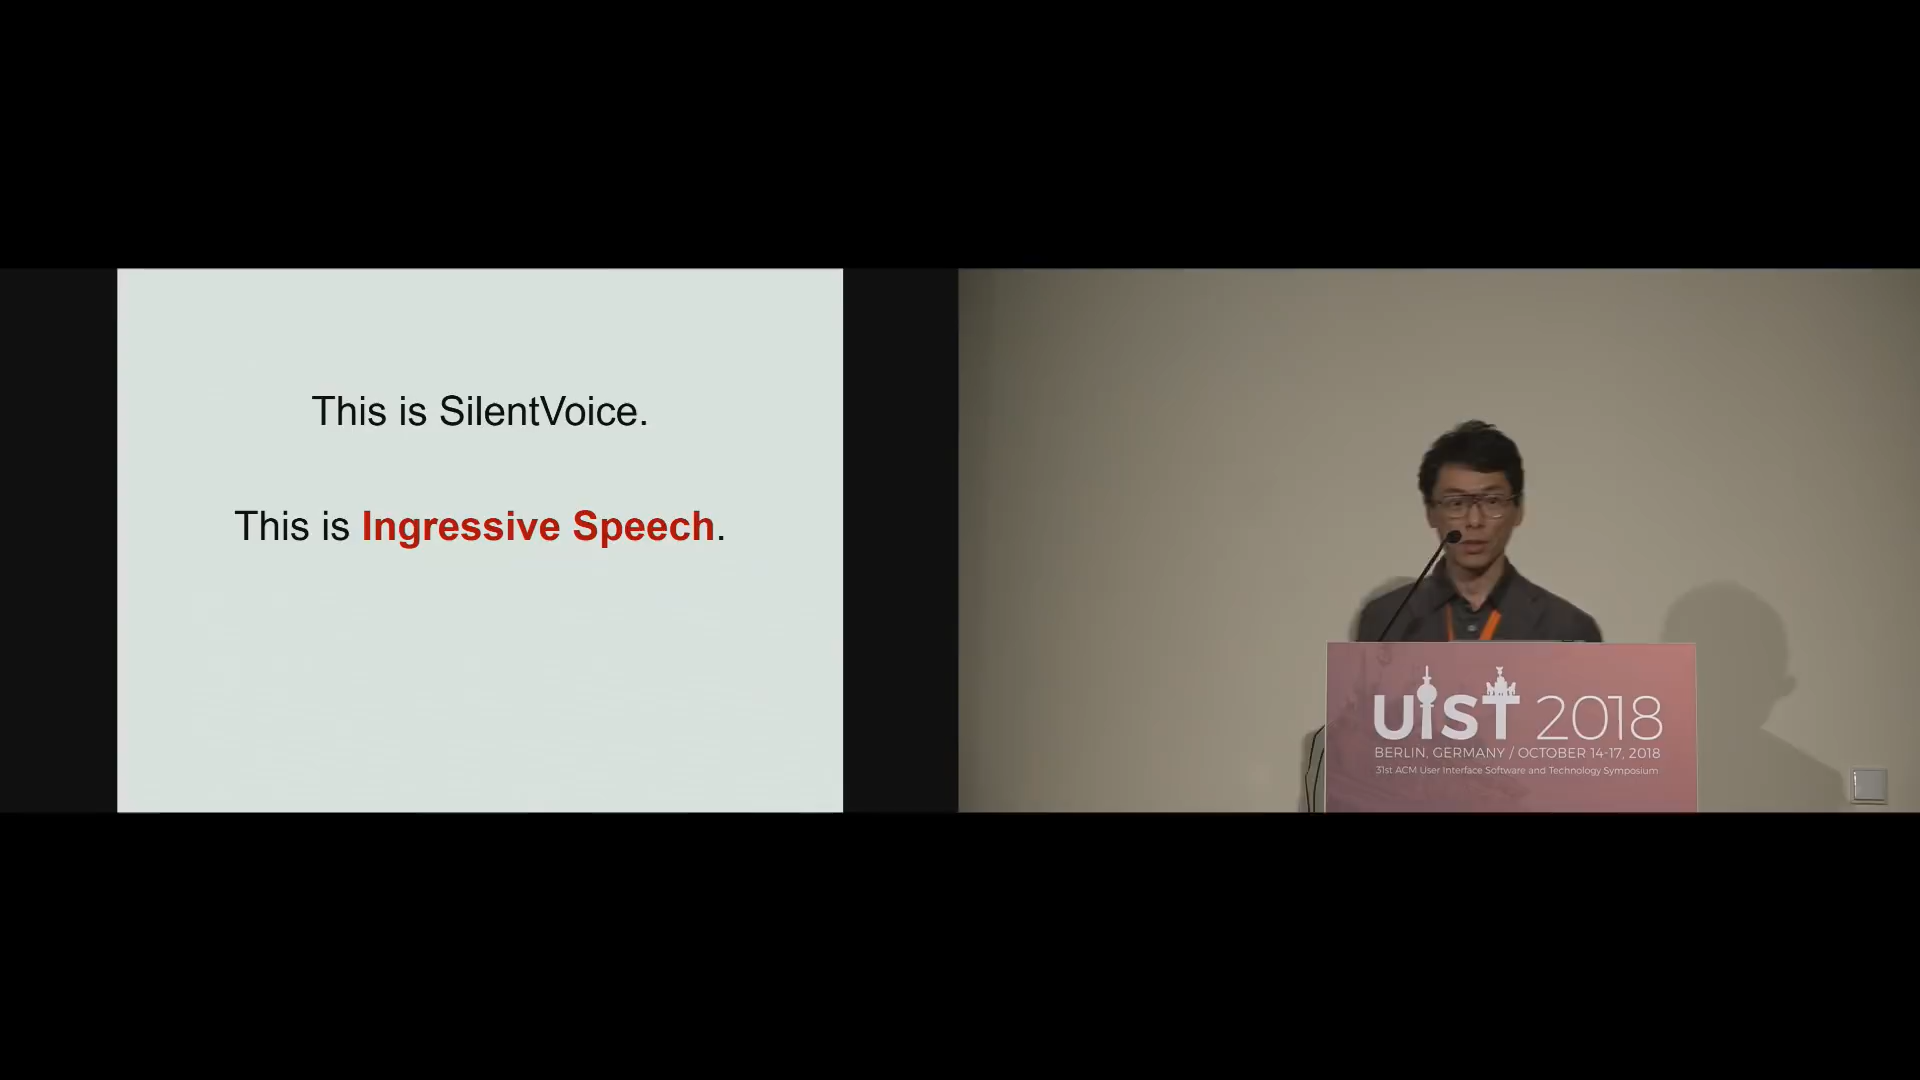 This is SilentVoice.
This is Ingressive Speech.
UIST 2018
BERLIN, GERMANY / OCTOBER 14-17, 2018
31st ACM User Interface Software and Technology Symposium